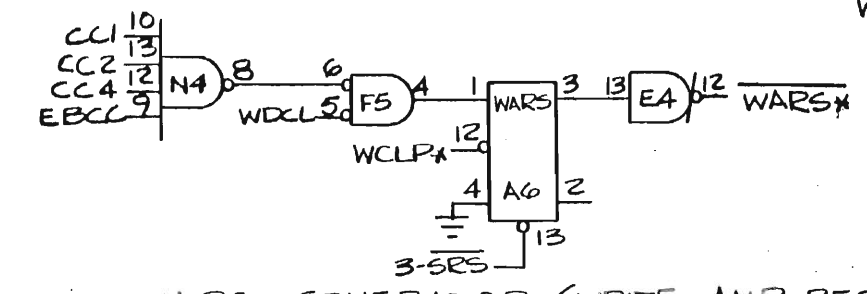 10
CC1
13
CC2
12
CC4
9
EBCC
N4
8
6
5
WDCL
F5
4
1
WARS
3
13
E4
12
WARS*
12
WCLP*
4
A6
2
13
3-SRS